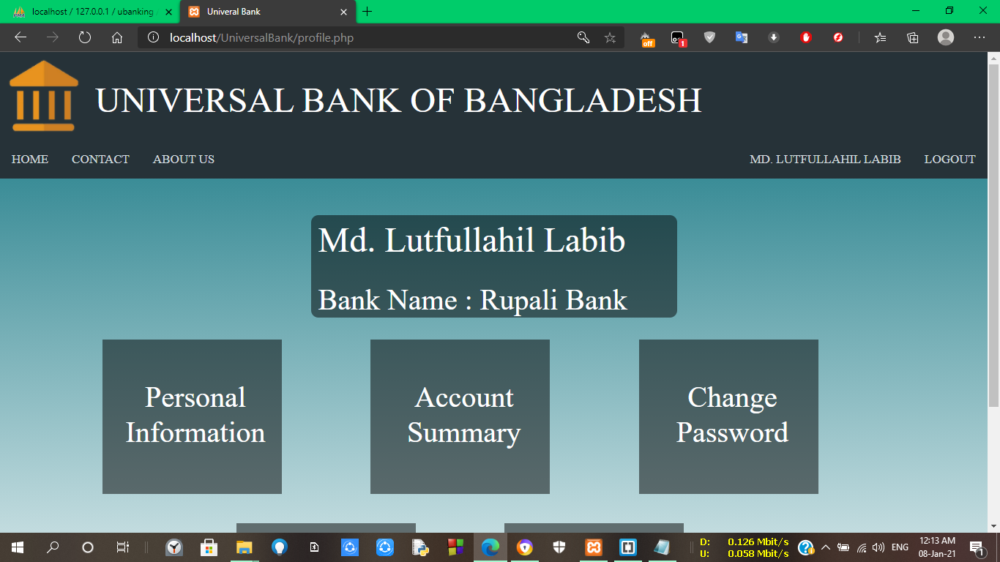 localhost / 127.0.0.1 / ubanking
Univeral Bank
localhost/UniversalBank/profile.php
off
1
UNIVERSAL BANK OF BANGLADESH
HOME
CONTACT
ABOUT US
MD. LUTFULLAHIL LABIB
LOGOUT
Md. Lutfullahil Labib
Bank Name : Rupali Bank
Personal
Information
Account
Summary
Change
Password
D: 0.126 Mbit/s
U: 0.058 Mbit/s
ENG
12:13 AM
08-Jan-21
1